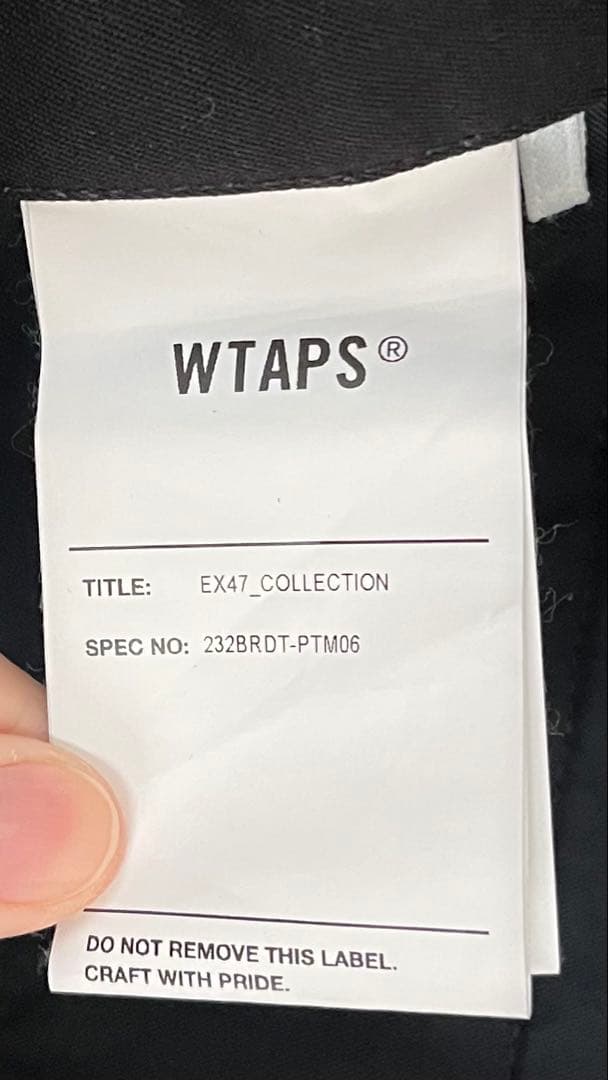 WTAPS®
TITLE: EX47_COLLECTION
SPEC NO: 232BRDT-PTM06
DO NOT REMOVE THIS LABEL.
CRAFT WITH PRIDE.